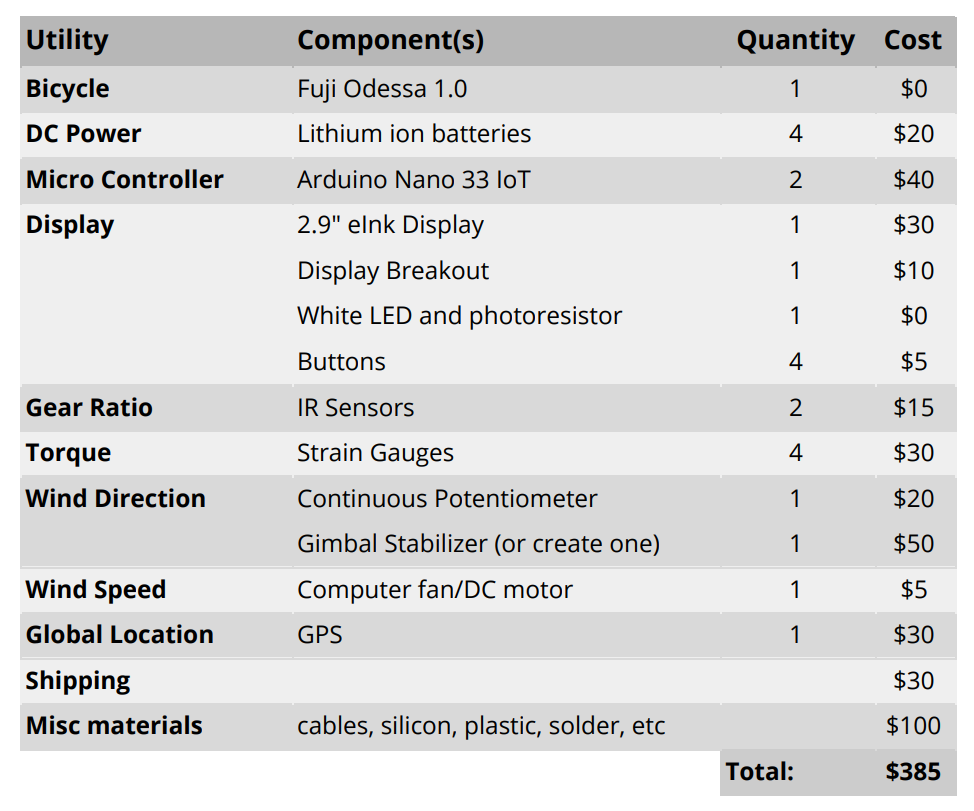 Utility Component(s) Quantity Cost
Bicycle Fuji Odessa 1.0 1 $0
DC Power Lithium ion batteries 4 $20
Micro Controller Arduino Nano 33 IoT 2 $40
Display 2.9" eInk Display 1 $30
Display Breakout 1 $10
White LED and photoresistor 1 $0
Buttons 4 $5
Gear Ratio IR Sensors 2 $15
Torque Strain Gauges 4 $30
Wind Direction Continuous Potentiometer 1 $20
Gimbal Stabilizer (or create one) 1 $50
Wind Speed Computer fan/DC motor 1 $5
Global Location GPS 1 $30
Shipping $30
Misc materials cables, silicon, plastic, solder, etc $100
Total: $385